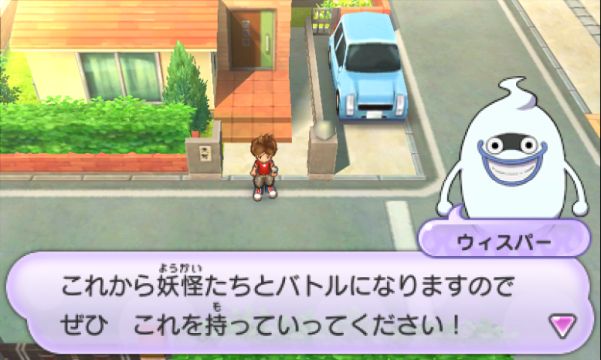 ウィスパー
これから妖怪たちとバトルになりますので
ぜひ　これを持っていってください！